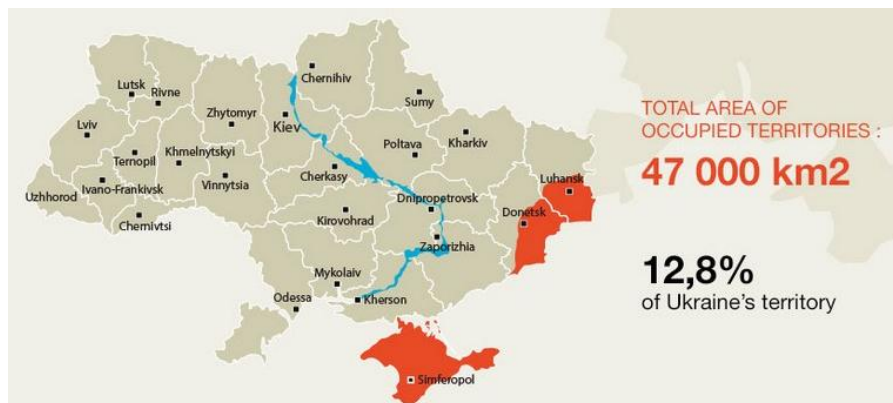 Chernihiv
Lutsk
Rivne
Sumy
Zhytomyr
Kiev
Lviv
Poltava
Kharkiv
Ternopil
Khmelnytskyi
Cherkasy
Luhansk
Uzhhorod
Ivano-Frankivsk
Vinnytsia
Dnipropetrovsk
Chernivtsi
Kirovohrad
Donetsk
Zaporizhia
Mykolaiv
Odessa
Kherson
Simferopol
TOTAL AREA OF
OCCUPIED TERRITORIES :
47 000 km2
12,8%
of Ukraine's territory